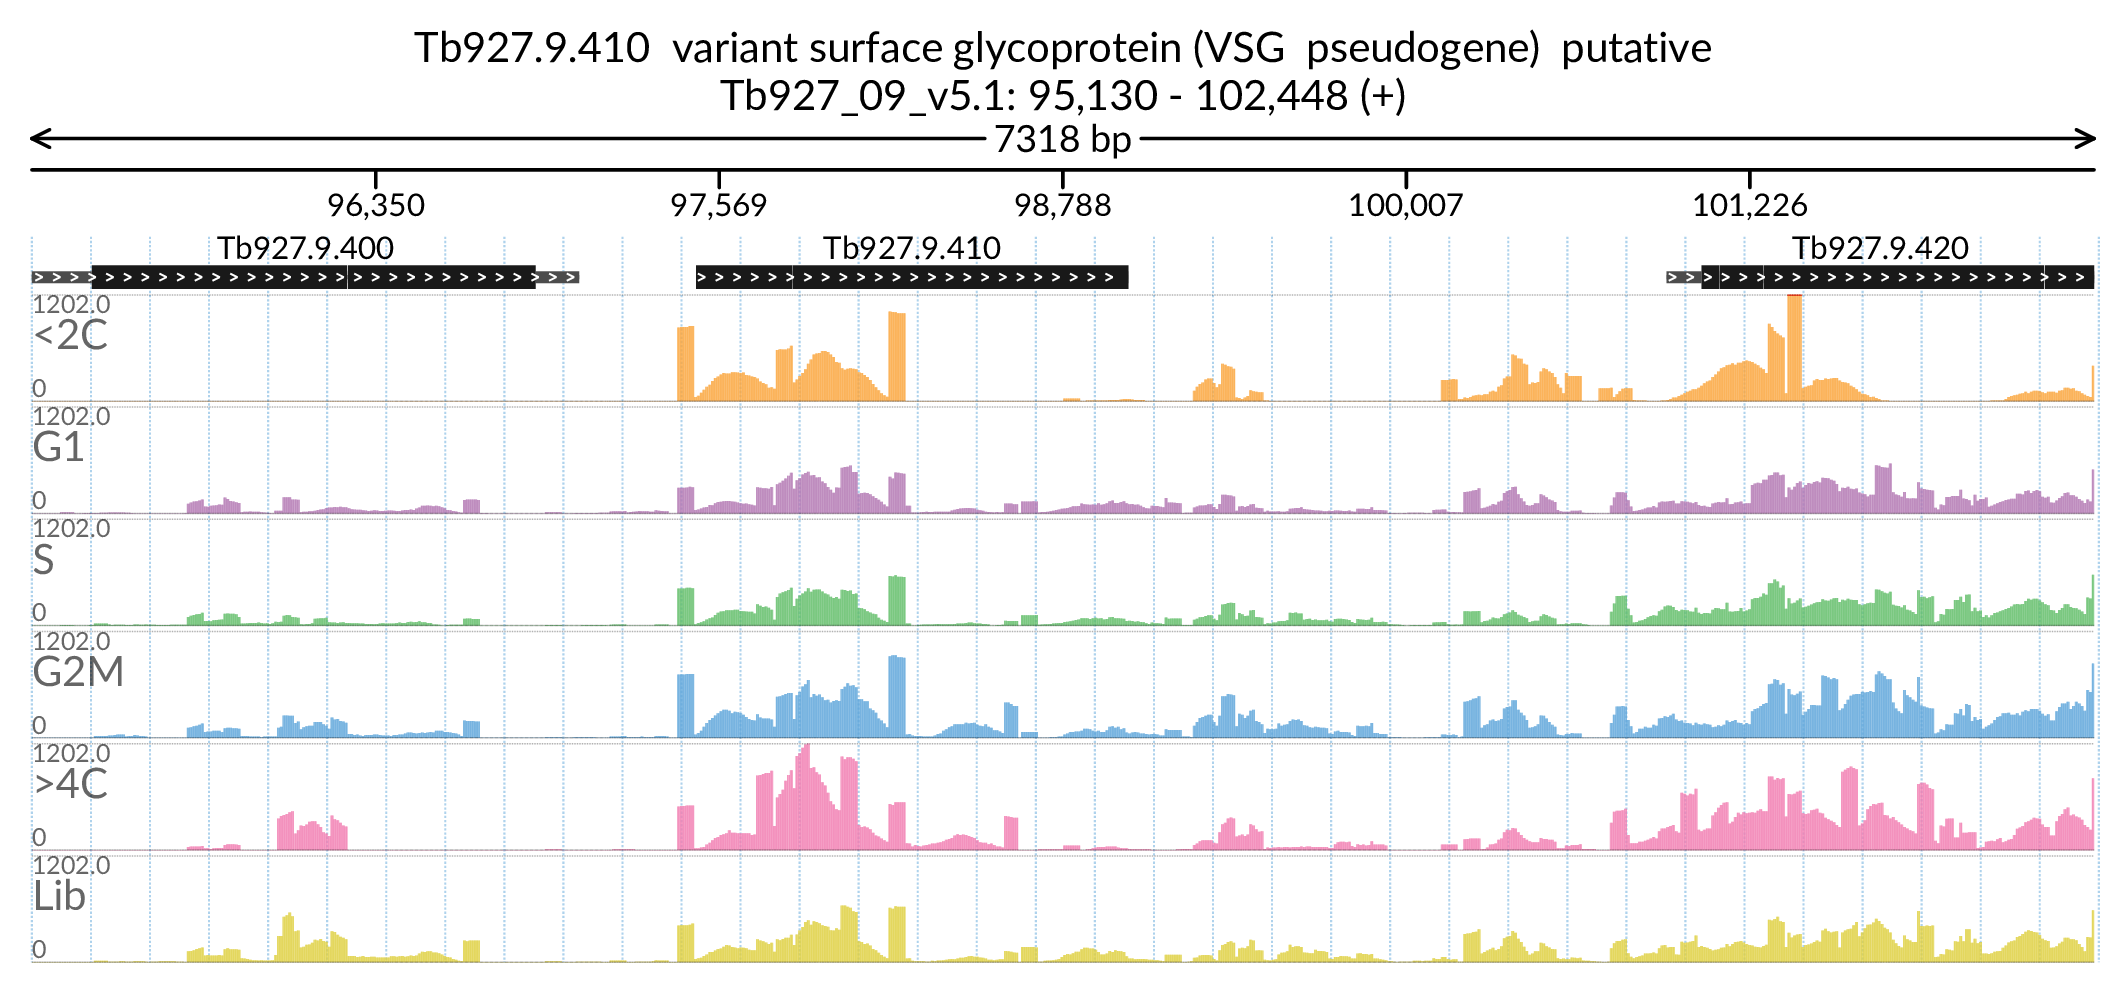 Tb927.9.410 variant surface glycoprotein (VSG pseudogene) putative
Tb927_09_v5.1: 95,130 - 102,448 (+)
7318 bp
96,350 97,569 98,788 100,007 101,226
Tb927.9.400 Tb927.9.410 Tb927.9.420
1202.0
<2C
0
1202.0
G1
0
1202.0
S
0
1202.0
G2M
0
1202.0
>4C
0
1202.0
Lib
0